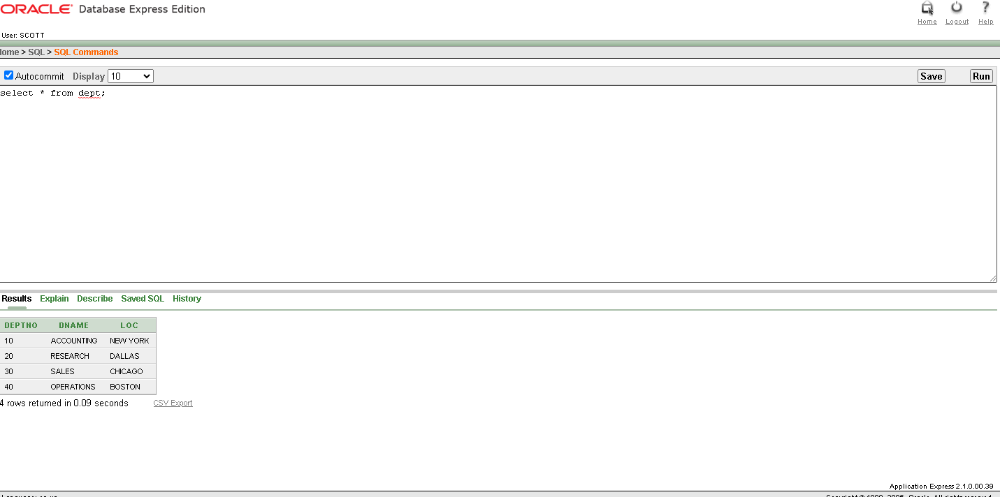 ORACLE Database Express Edition
Home Logout Help
User: SCOTT
ome > SQL > SQL Commands
Autocommit Display 10 Save Run
select * from dept;
Results Explain Describe Saved SQL History
DEPTNO DNAME LOC
10 ACCOUNTING NEW YORK
20 RESEARCH DALLAS
30 SALES CHICAGO
40 OPERATIONS BOSTON
4 rows returned in 0.09 seconds CSV Export
Application Express 2.1.0.00.39